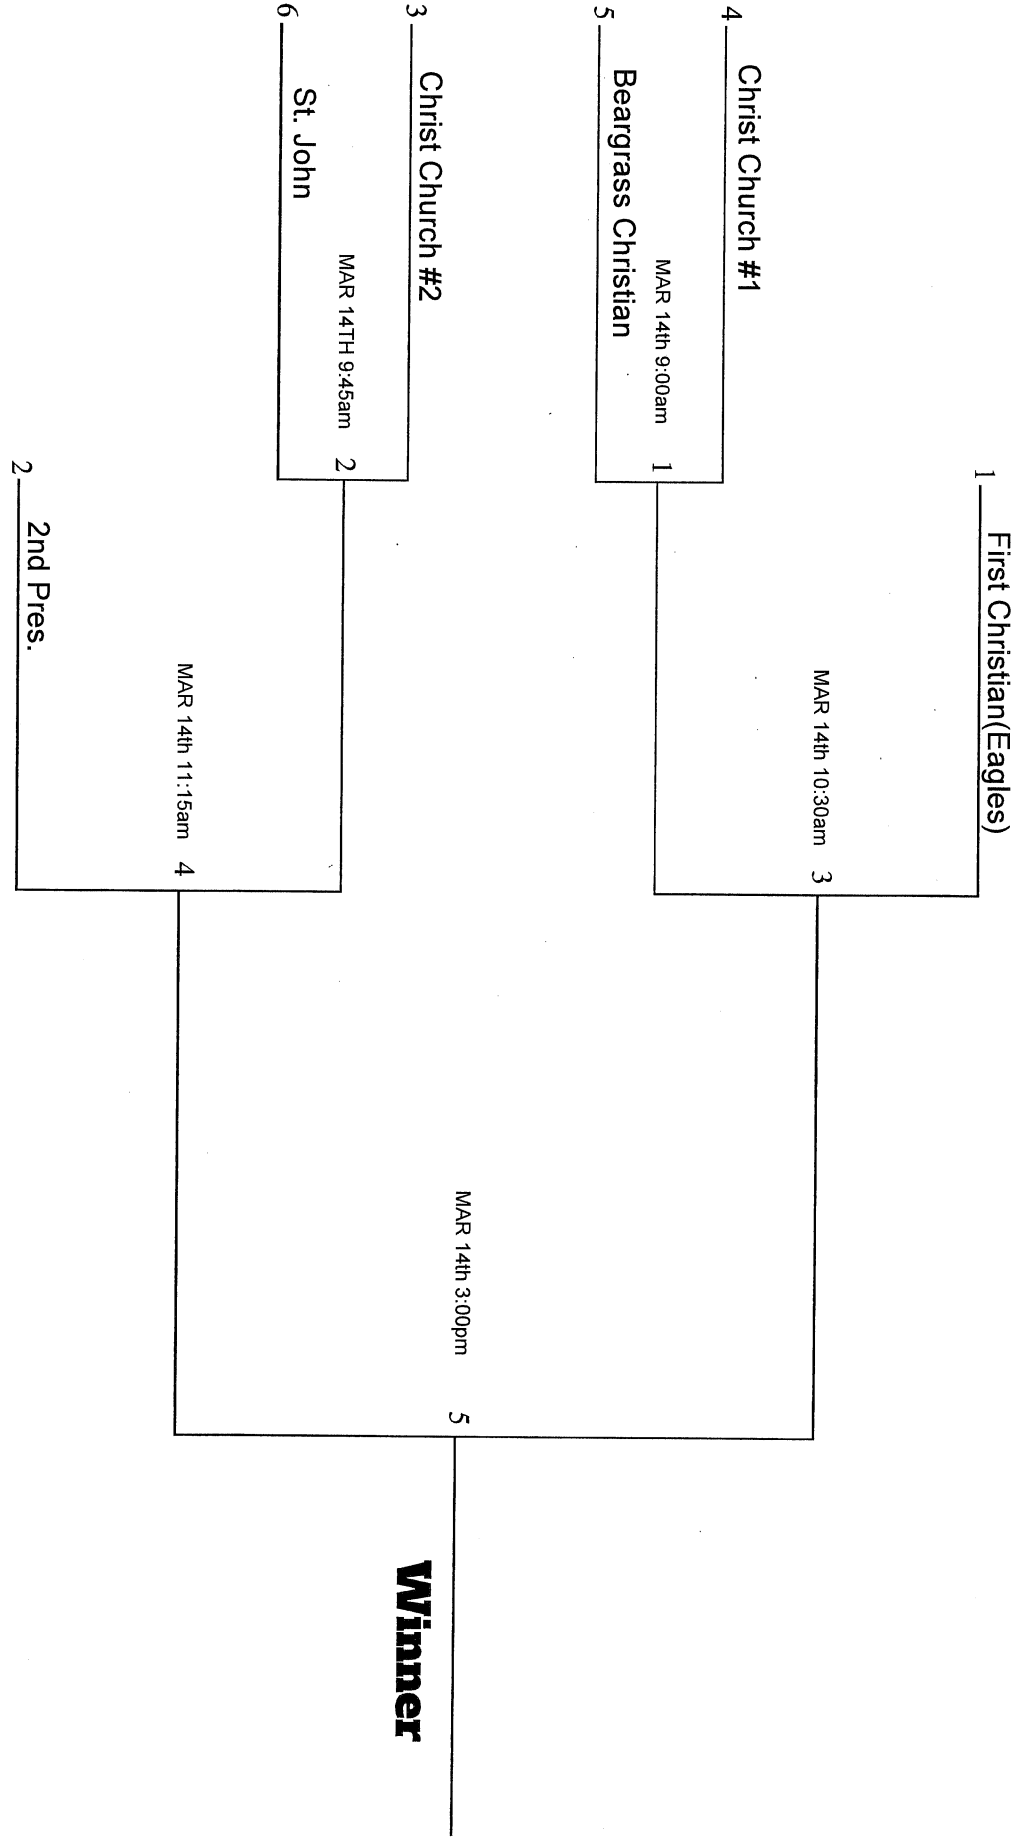 1
First Christian(Eagles)
MAR 14th 10:30am 3
4
Christ Church #1
MAR 14th 9:00am 1
5
Beargrass Christian
MAR 14th 3:00pm 5
Winner
3
Christ Church #2
MAR 14TH 9:45am 2
6
St. John
MAR 14th 11:15am 4
2
2nd Pres.